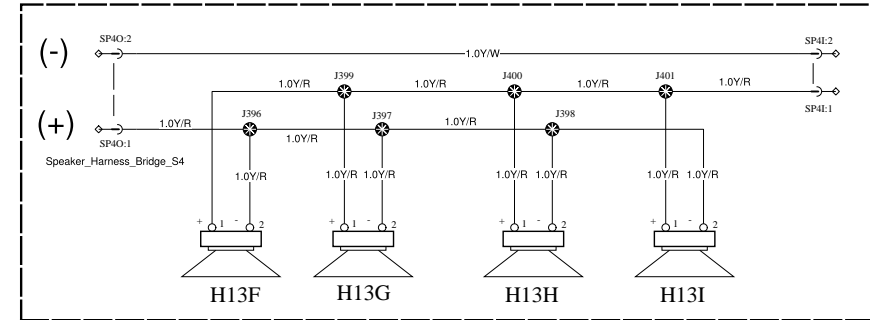 SP4O:2
SP4I:2
(-)
1.0Y/W
J399
J400
J401
1.0Y/R
1.0Y/R
1.0Y/R
1.0Y/R
SP4I:1
(+)
J396
J397
J398
1.0Y/R
1.0Y/R
1.0Y/R
SP4O:1
Speaker_Harness_Bridge_S4
1.0Y/R
1.0Y/R
1.0Y/R
1.0Y/R
1.0Y/R
1.0Y/R
1.0Y/R
+ 1 - 2
+ 1 - 2
+ 1 - 2
+ 1 - 2
H13F
H13G
H13H
H13I